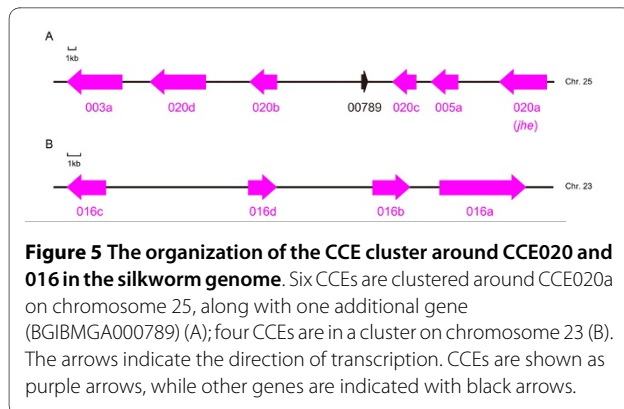 A
1kb
Chr. 25
003a 020d 020b 00789 020c 005a 020a
(jhe)
B
1kb
Chr. 23
016c 016d 016b 016a
Figure 5 The organization of the CCE cluster around CCE020 and
016 in the silkworm genome. Six CCEs are clustered around CCE020a
on chromosome 25, along with one additional gene
(BGIBMGA000789) (A); four CCEs are in a cluster on chromosome 23 (B).
The arrows indicate the direction of transcription. CCEs are shown as
purple arrows, while other genes are indicated with black arrows.